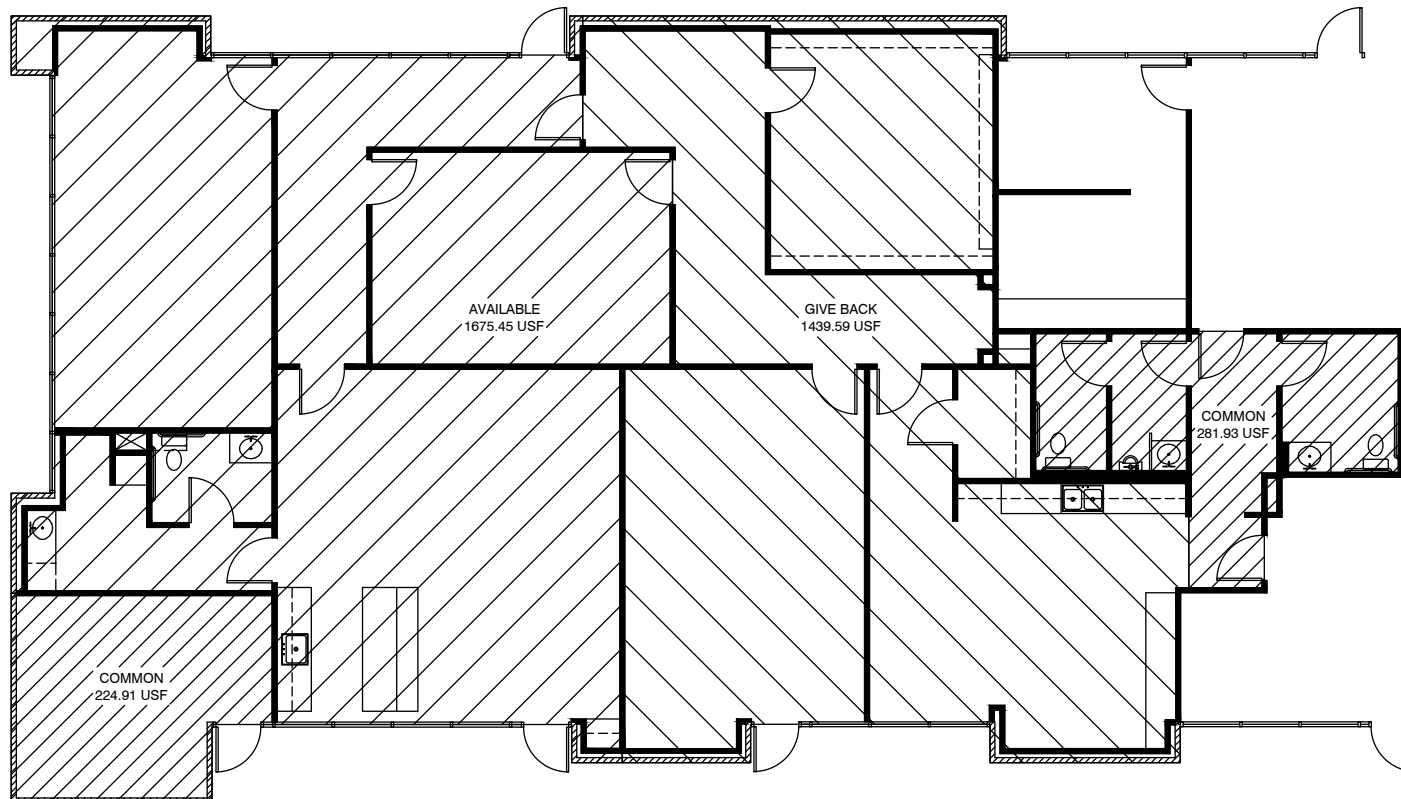 AVAILABLE
1675.45 USF
GIVE BACK
1439.59 USF
COMMON
281.93 USF
COMMON
224.91 USF